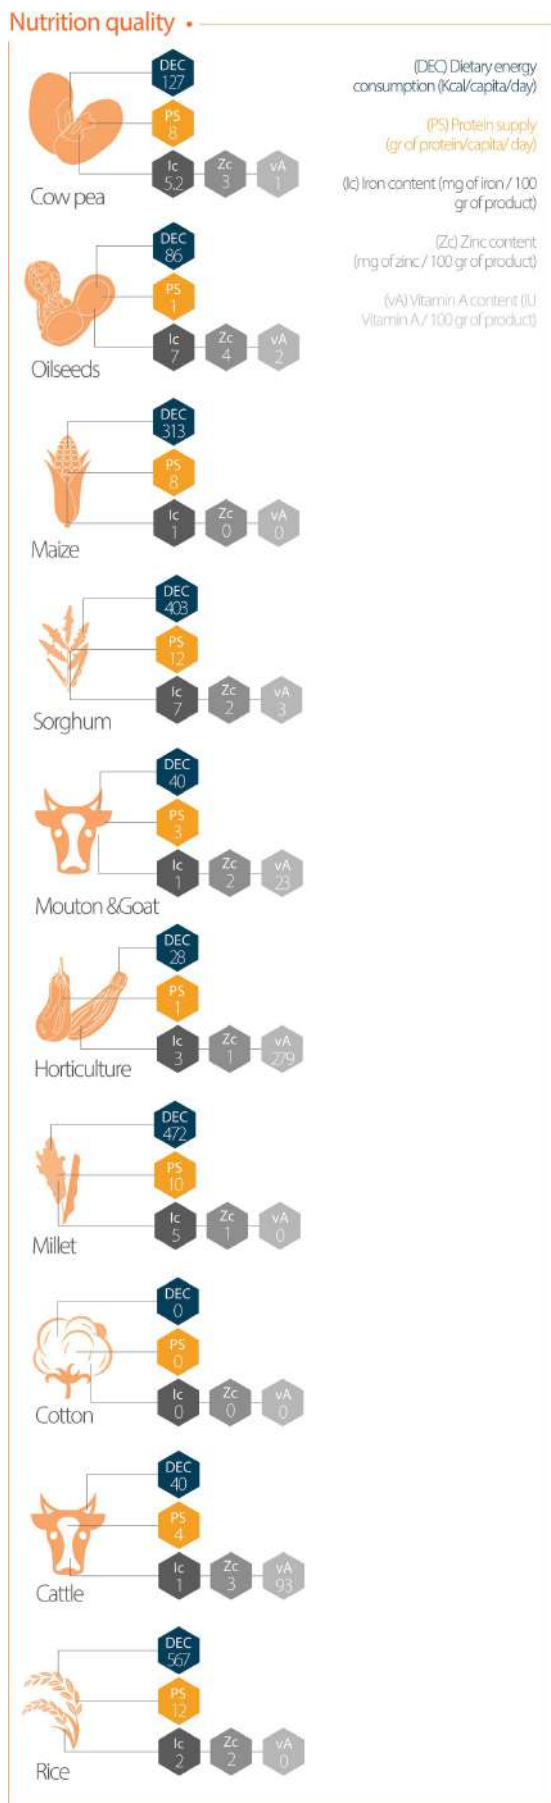 Nutrition quality
DEC
127
(DEC) Dietary energy
consumption (Kcal/capita/day)
PS
8
(PS) Protein supply
(gr of protein/capita/ day)
Ic
5.2
Zc
3
vA
1
(Ic) Iron content (mg of iron / 100
gr of product)
Cow pea
(Zc) Zinc content
(mg of zinc / 100 gr of product)
(vA) Vitamin A content (IU
Vitamin A / 100 gr of product)
DEC
86
PS
1
Ic
7
Zc
4
vA
2
Oilseeds
DEC
313
PS
8
Ic
1
Zc
0
vA
0
Maize
DEC
403
PS
12
Ic
7
Zc
2
vA
3
Sorghum
DEC
40
PS
3
Ic
1
Zc
2
vA
23
Mouton &Goat
DEC
28
PS
1
Ic
3
Zc
1
vA
279
Horticulture
DEC
472
PS
10
Ic
5
Zc
1
vA
0
Millet
DEC
0
PS
0
Ic
0
Zc
0
vA
0
Cotton
DEC
40
PS
4
Ic
1
Zc
3
vA
93
Cattle
DEC
567
PS
12
Ic
2
Zc
2
vA
0
Rice